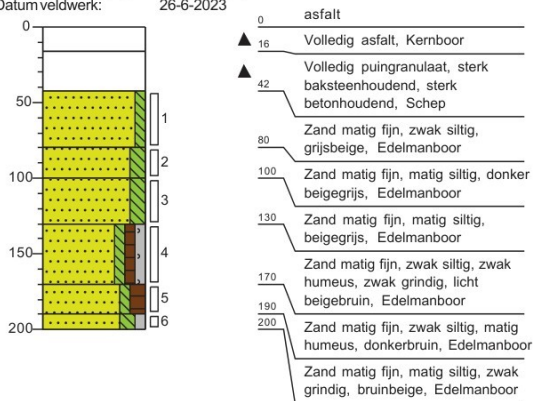 Datum veldwerk: 26-6-2023
0
50
100
150
200
1
2
3
4
5
6
0
asfalt
16
Volledig asfalt, Kernboor
42
Volledig puingranulaat, sterk
baksteenhoudend, sterk
betonhoudend, Schep
80
Zand matig fijn, zwak siltig,
grijsbeige, Edelmanboor
100
Zand matig fijn, matig siltig, donker
beigegrijs, Edelmanboor
130
Zand matig fijn, matig siltig,
beigegrijs, Edelmanboor
170
Zand matig fijn, zwak siltig, zwak
humeus, zwak grindig, licht
beigebruin, Edelmanboor
190
Zand matig fijn, zwak siltig, matig
humeus, donkerbruin, Edelmanboor
200
Zand matig fijn, matig siltig, zwak
grindig, bruinbeige, Edelmanboor